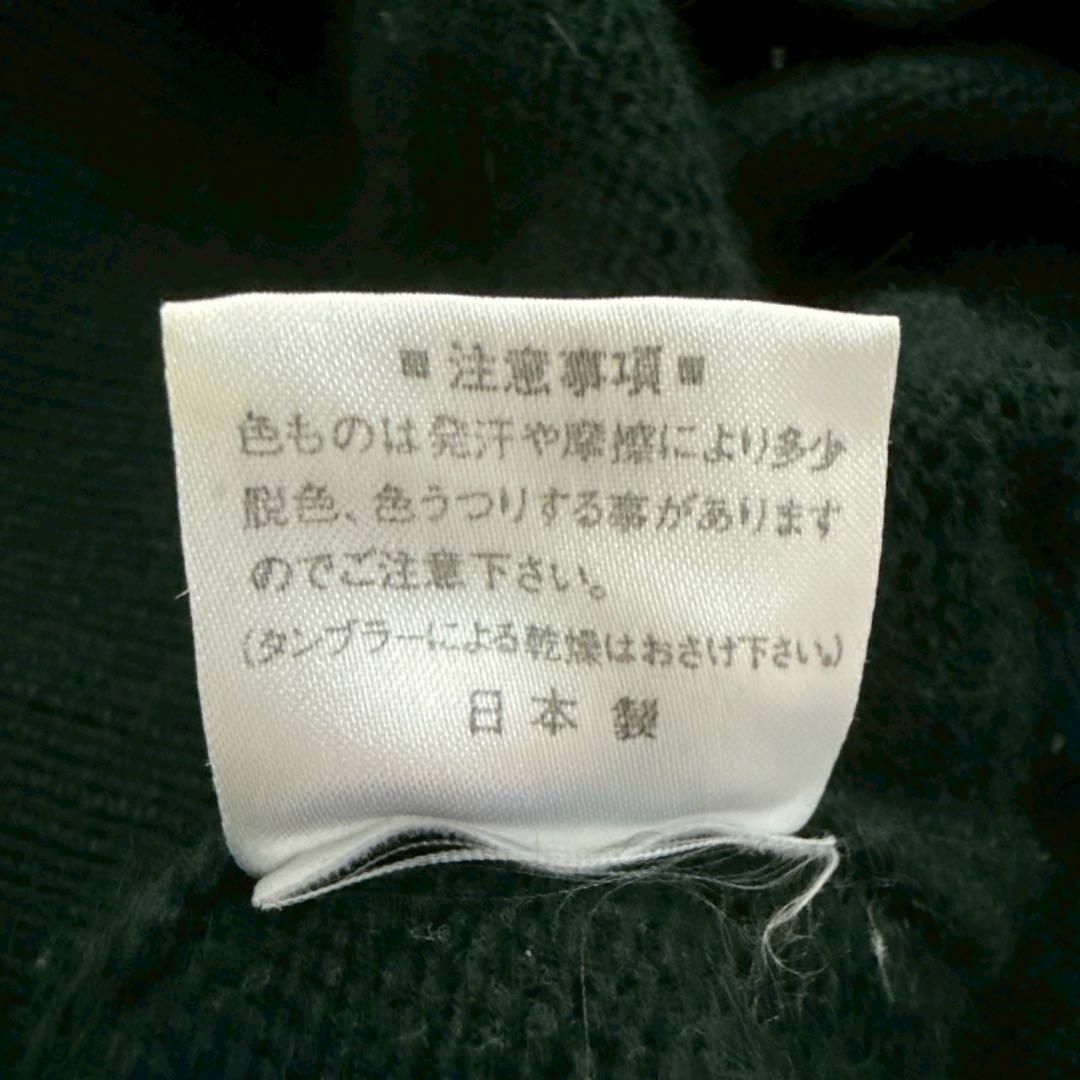 ■ 注意事項 ■
色ものは発汗や摩擦により多少
脱色、色うつりする事があります
のでご注意下さい。
(タンブラーによる乾燥はおさけ下さい。)
日本製